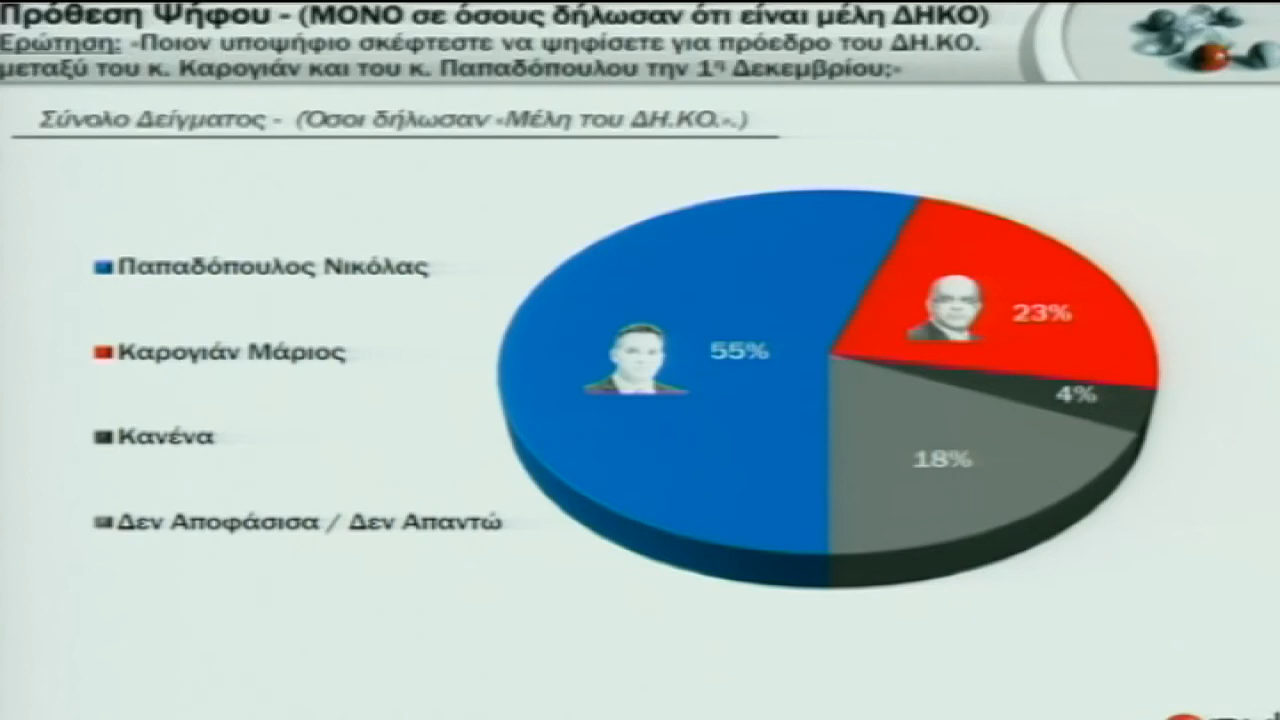 Πρόθεση Ψήφου - (ΜΟΝΟ σε όσους δήλωσαν ότι είναι μέλη ΔΗΚΟ)
Ερώτηση: «Ποιον υποψήφιο σκέφτεστε να ψηφίσετε για πρόεδρο του ΔΗ.ΚΟ.
μεταξύ του κ. Καρογιάν και του κ. Παπαδόπουλου την 1η Δεκεμβρίου;»
Σύνολο Δείγματος - (Όσοι δήλωσαν «Μέλη του ΔΗ.ΚΟ.».)
Παπαδόπουλος Νικόλας
Καρογιάν Μάριος
Κανένα
Δεν Αποφάσισα / Δεν Απαντώ
55%
23%
4%
18%